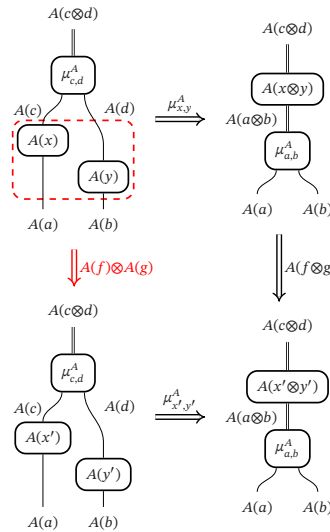 A(c⊗d)
A(c⊗d)
μ^A_{c,d}
A(x⊗y)
μ^A_{x,y}
A(c)
A(d)
A(a⊗b)
A(x)
μ^A_{a,b}
A(y)
A(a)
A(b)
A(a)
A(b)
A(f)⊗A(g)
A(f⊗g)
A(c⊗d)
A(c⊗d)
μ^A_{c,d}
A(x′⊗y′)
μ^A_{x′,y′}
A(c)
A(d)
A(a⊗b)
A(x′)
μ^A_{a,b}
A(y′)
A(a)
A(b)
A(a)
A(b)